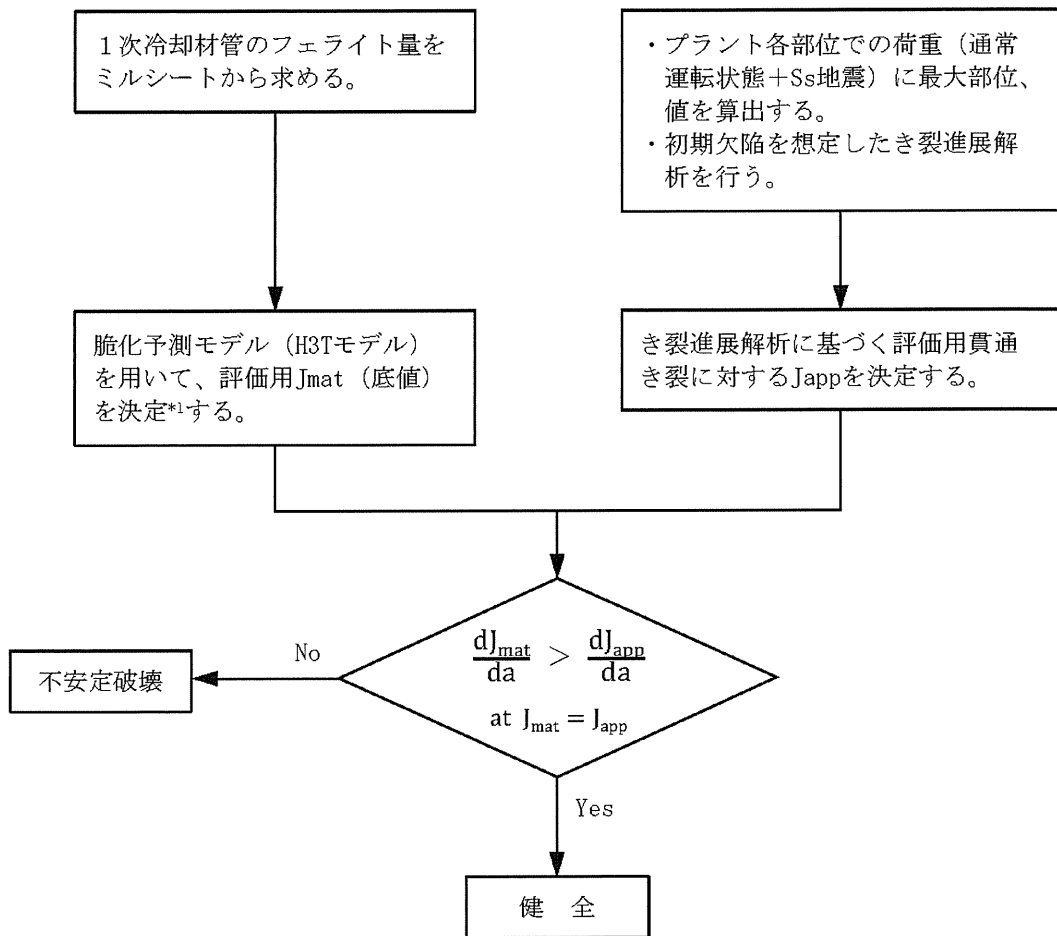 １次冷却材管のフェライト量を
ミルシートから求める。
・プラント各部位での荷重（通常
運転状態＋Ss地震）に最大部位、
値を算出する。
・初期欠陥を想定したき裂進展解
析を行う。
脆化予測モデル（H3Tモデル）
を用いて、評価用Jmat（底値）
を決定*1する。
き裂進展解析に基づく評価用貫通
き裂に対するJappを決定する。
dJmat/da > dJapp/da
at Jmat = Japp
No
不安定破壊
Yes
健 全